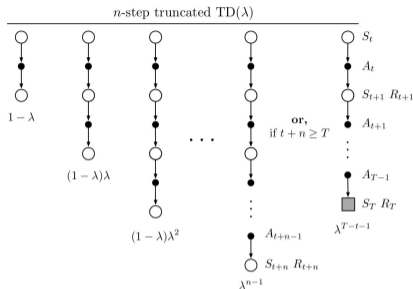 n-step truncated TD(λ)
S_t
A_t
S_{t+1} R_{t+1}
1 − λ
or,
if t + n ≥ T
A_{t+1}
(1 − λ)λ
A_{T−1}
S_T R_T
(1 − λ)λ²
λ^{T−t−1}
A_{t+n−1}
S_{t+n} R_{t+n}
λ^{n−1}